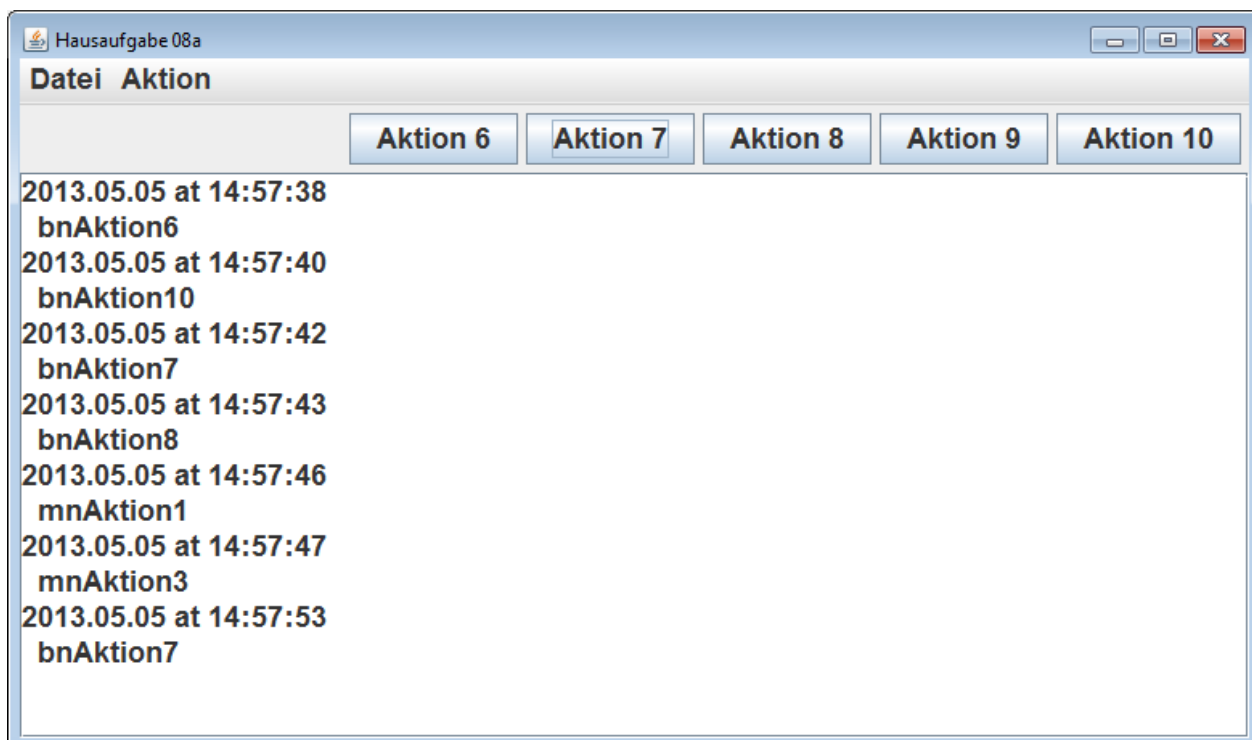 Hausaufgabe 08a
Datei Aktion
Aktion 6 Aktion 7 Aktion 8 Aktion 9 Aktion 10
2013.05.05 at 14:57:38
bnAktion6
2013.05.05 at 14:57:40
bnAktion10
2013.05.05 at 14:57:42
bnAktion7
2013.05.05 at 14:57:43
bnAktion8
2013.05.05 at 14:57:46
mnAktion1
2013.05.05 at 14:57:47
mnAktion3
2013.05.05 at 14:57:53
bnAktion7